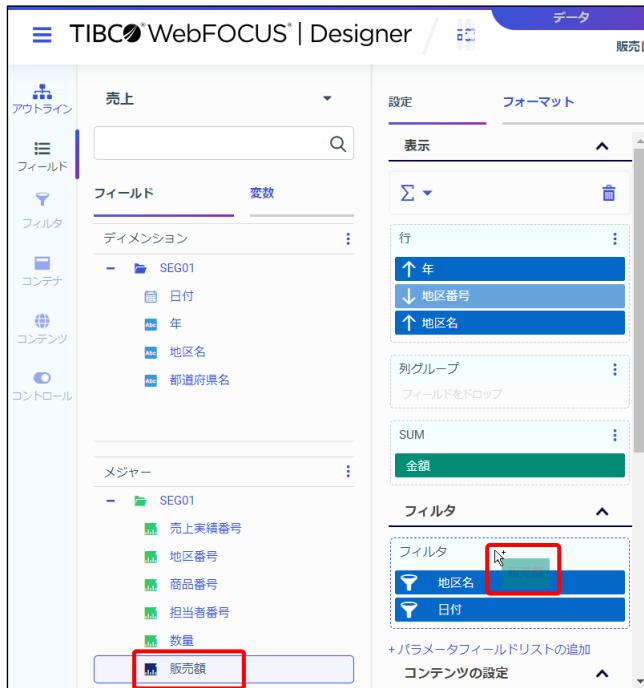 TIBCO WebFOCUS® | Designer
データ
販売
アウトライン
フィールド
フィルタ
コンテナ
コンテンツ
コントロール
売上
フィールド
変数
ディメンション
SEG01
日付
Abc 年
Abc 地区名
Abc 都道府県名
メジャー
SEG01
売上実績番号
地区番号
商品番号
担当者番号
数量
販売額
設定
フォーマット
表示
Σ
行
年
地区番号
地区名
列グループ
フィールドをドロップ
SUM
金額
フィルタ
フィルタ
販売額
地区名
日付
+ パラメータフィールドリストの追加
コンテンツの設定